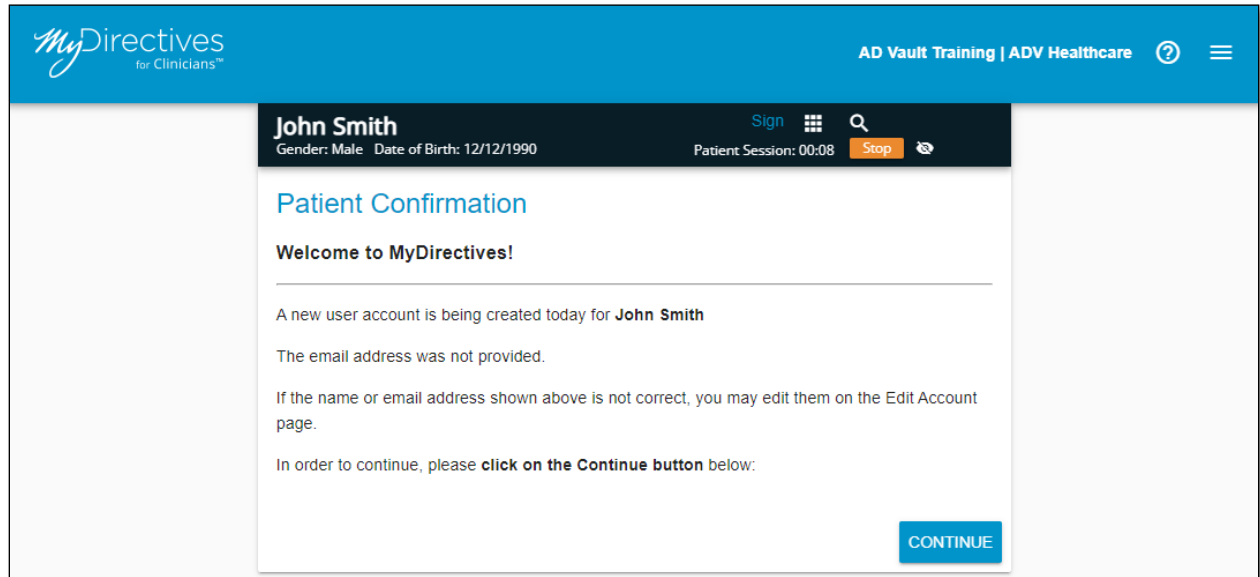 MyDirectives
for Clinicians™
AD Vault Training | ADV Healthcare
John Smith
Sign
Gender: Male Date of Birth: 12/12/1990
Patient Session: 00:08 Stop
Patient Confirmation
Welcome to MyDirectives!
A new user account is being created today for John Smith
The email address was not provided.
If the name or email address shown above is not correct, you may edit them on the Edit Account
page.
In order to continue, please click on the Continue button below:
CONTINUE